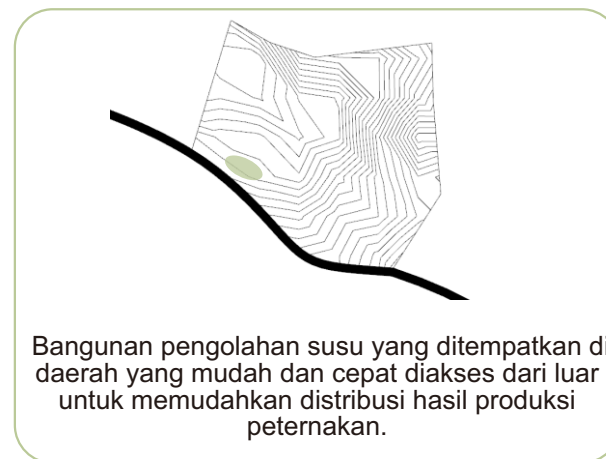 Bangunan pengolahan susu yang ditempatkan di
daerah yang mudah dan cepat diakses dari luar
untuk memudahkan distribusi hasil produksi
peternakan.